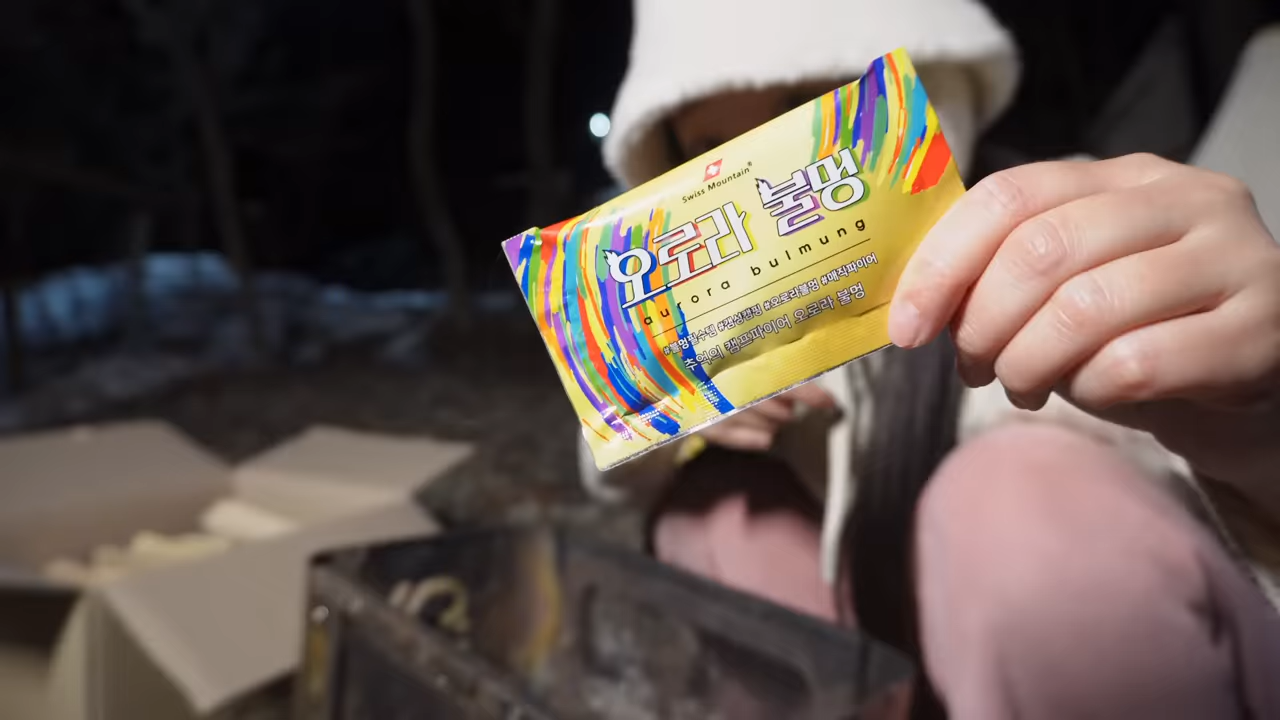 Swiss Mountain®
오로라 불멍
aurora bulmung
#불멍필수템 #갬성캠핑 #오로라불멍 #매직파이어
추억의 캠프파이어 오로라 불멍